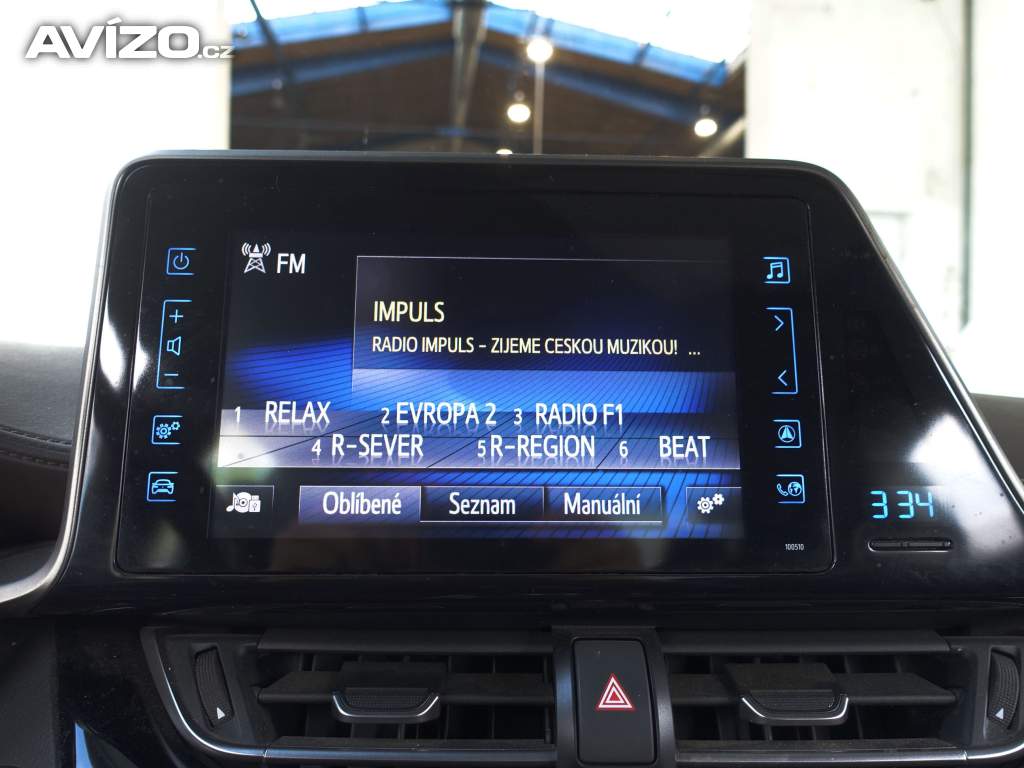 AVÍZO.cz
FM
IMPULS
RADIO IMPULS - ZIJEME CESKOU MUZIKOU! ...
1 RELAX 2 EVROPA 2 3 RADIO F1
4 R-SEVER 5 R-REGION 6 BEAT
Oblíbené Seznam Manuální
3:34
100510